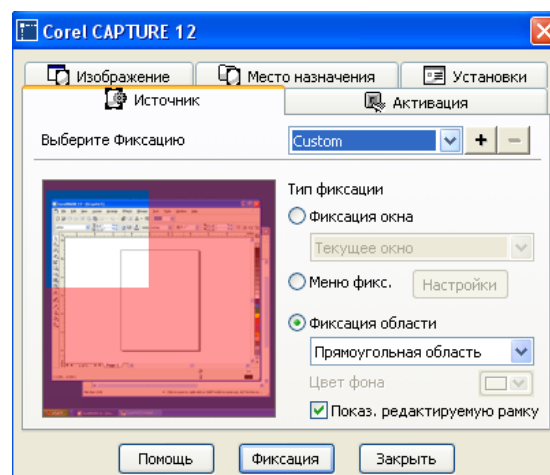 Corel CAPTURE 12
Изображение
Место назначения
Установки
Источник
Активация
Выберите Фиксацию
Custom
Тип фиксации
Фиксация окна
Текущее окно
Меню фикс.
Настройки
Фиксация области
Прямоугольная область
Цвет фона
Показ. редактируемую рамку
Помощь
Фиксация
Закрыть